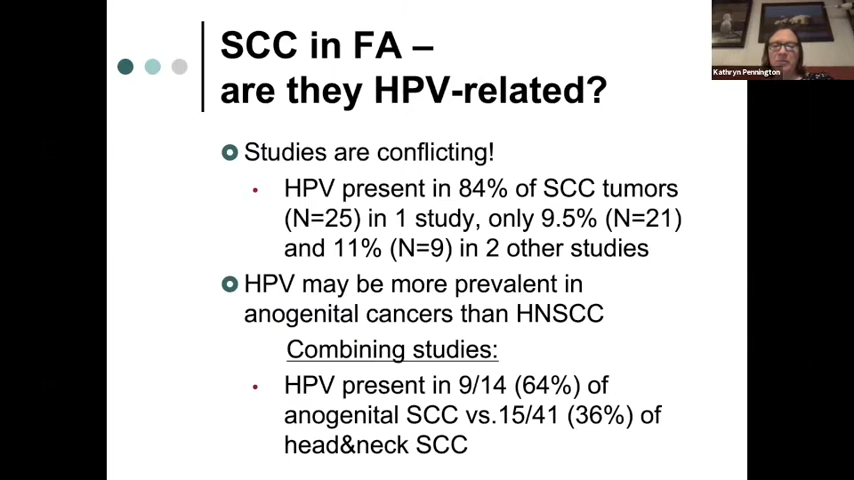 SCC in FA –
are they HPV-related?
Kathryn Pennington
Studies are conflicting!
HPV present in 84% of SCC tumors
(N=25) in 1 study, only 9.5% (N=21)
and 11% (N=9) in 2 other studies
HPV may be more prevalent in
anogenital cancers than HNSCC
Combining studies:
HPV present in 9/14 (64%) of
anogenital SCC vs.15/41 (36%) of
head&neck SCC